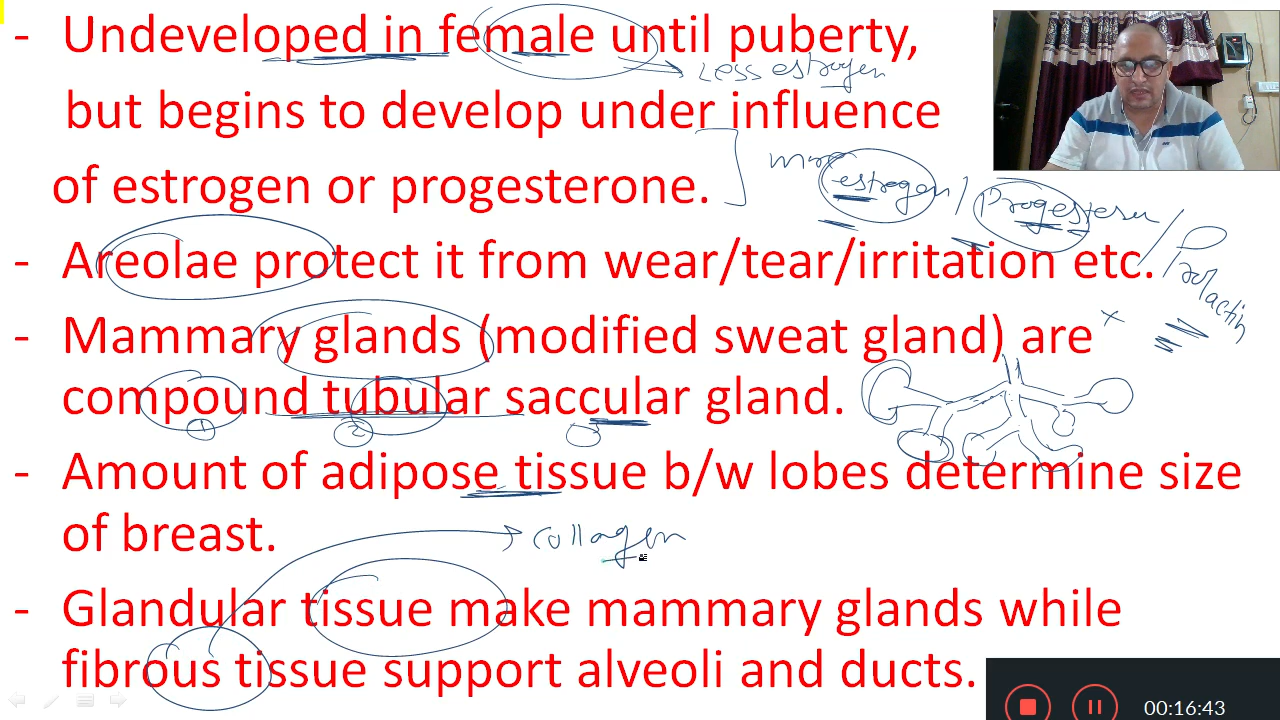 - Undeveloped in female until puberty,
Less estrogen
but begins to develop under influence
of estrogen or progesterone.
more estrogen / Progesteron / Prolactin
- Areolae protect it from wear/tear/irritation etc.
- Mammary glands (modified sweat gland) are
compound tubular saccular gland.
1 2
- Amount of adipose tissue b/w lobes determine size
of breast.
collagen
- Glandular tissue make mammary glands while
fibrous tissue support alveoli and ducts.
00:16:43